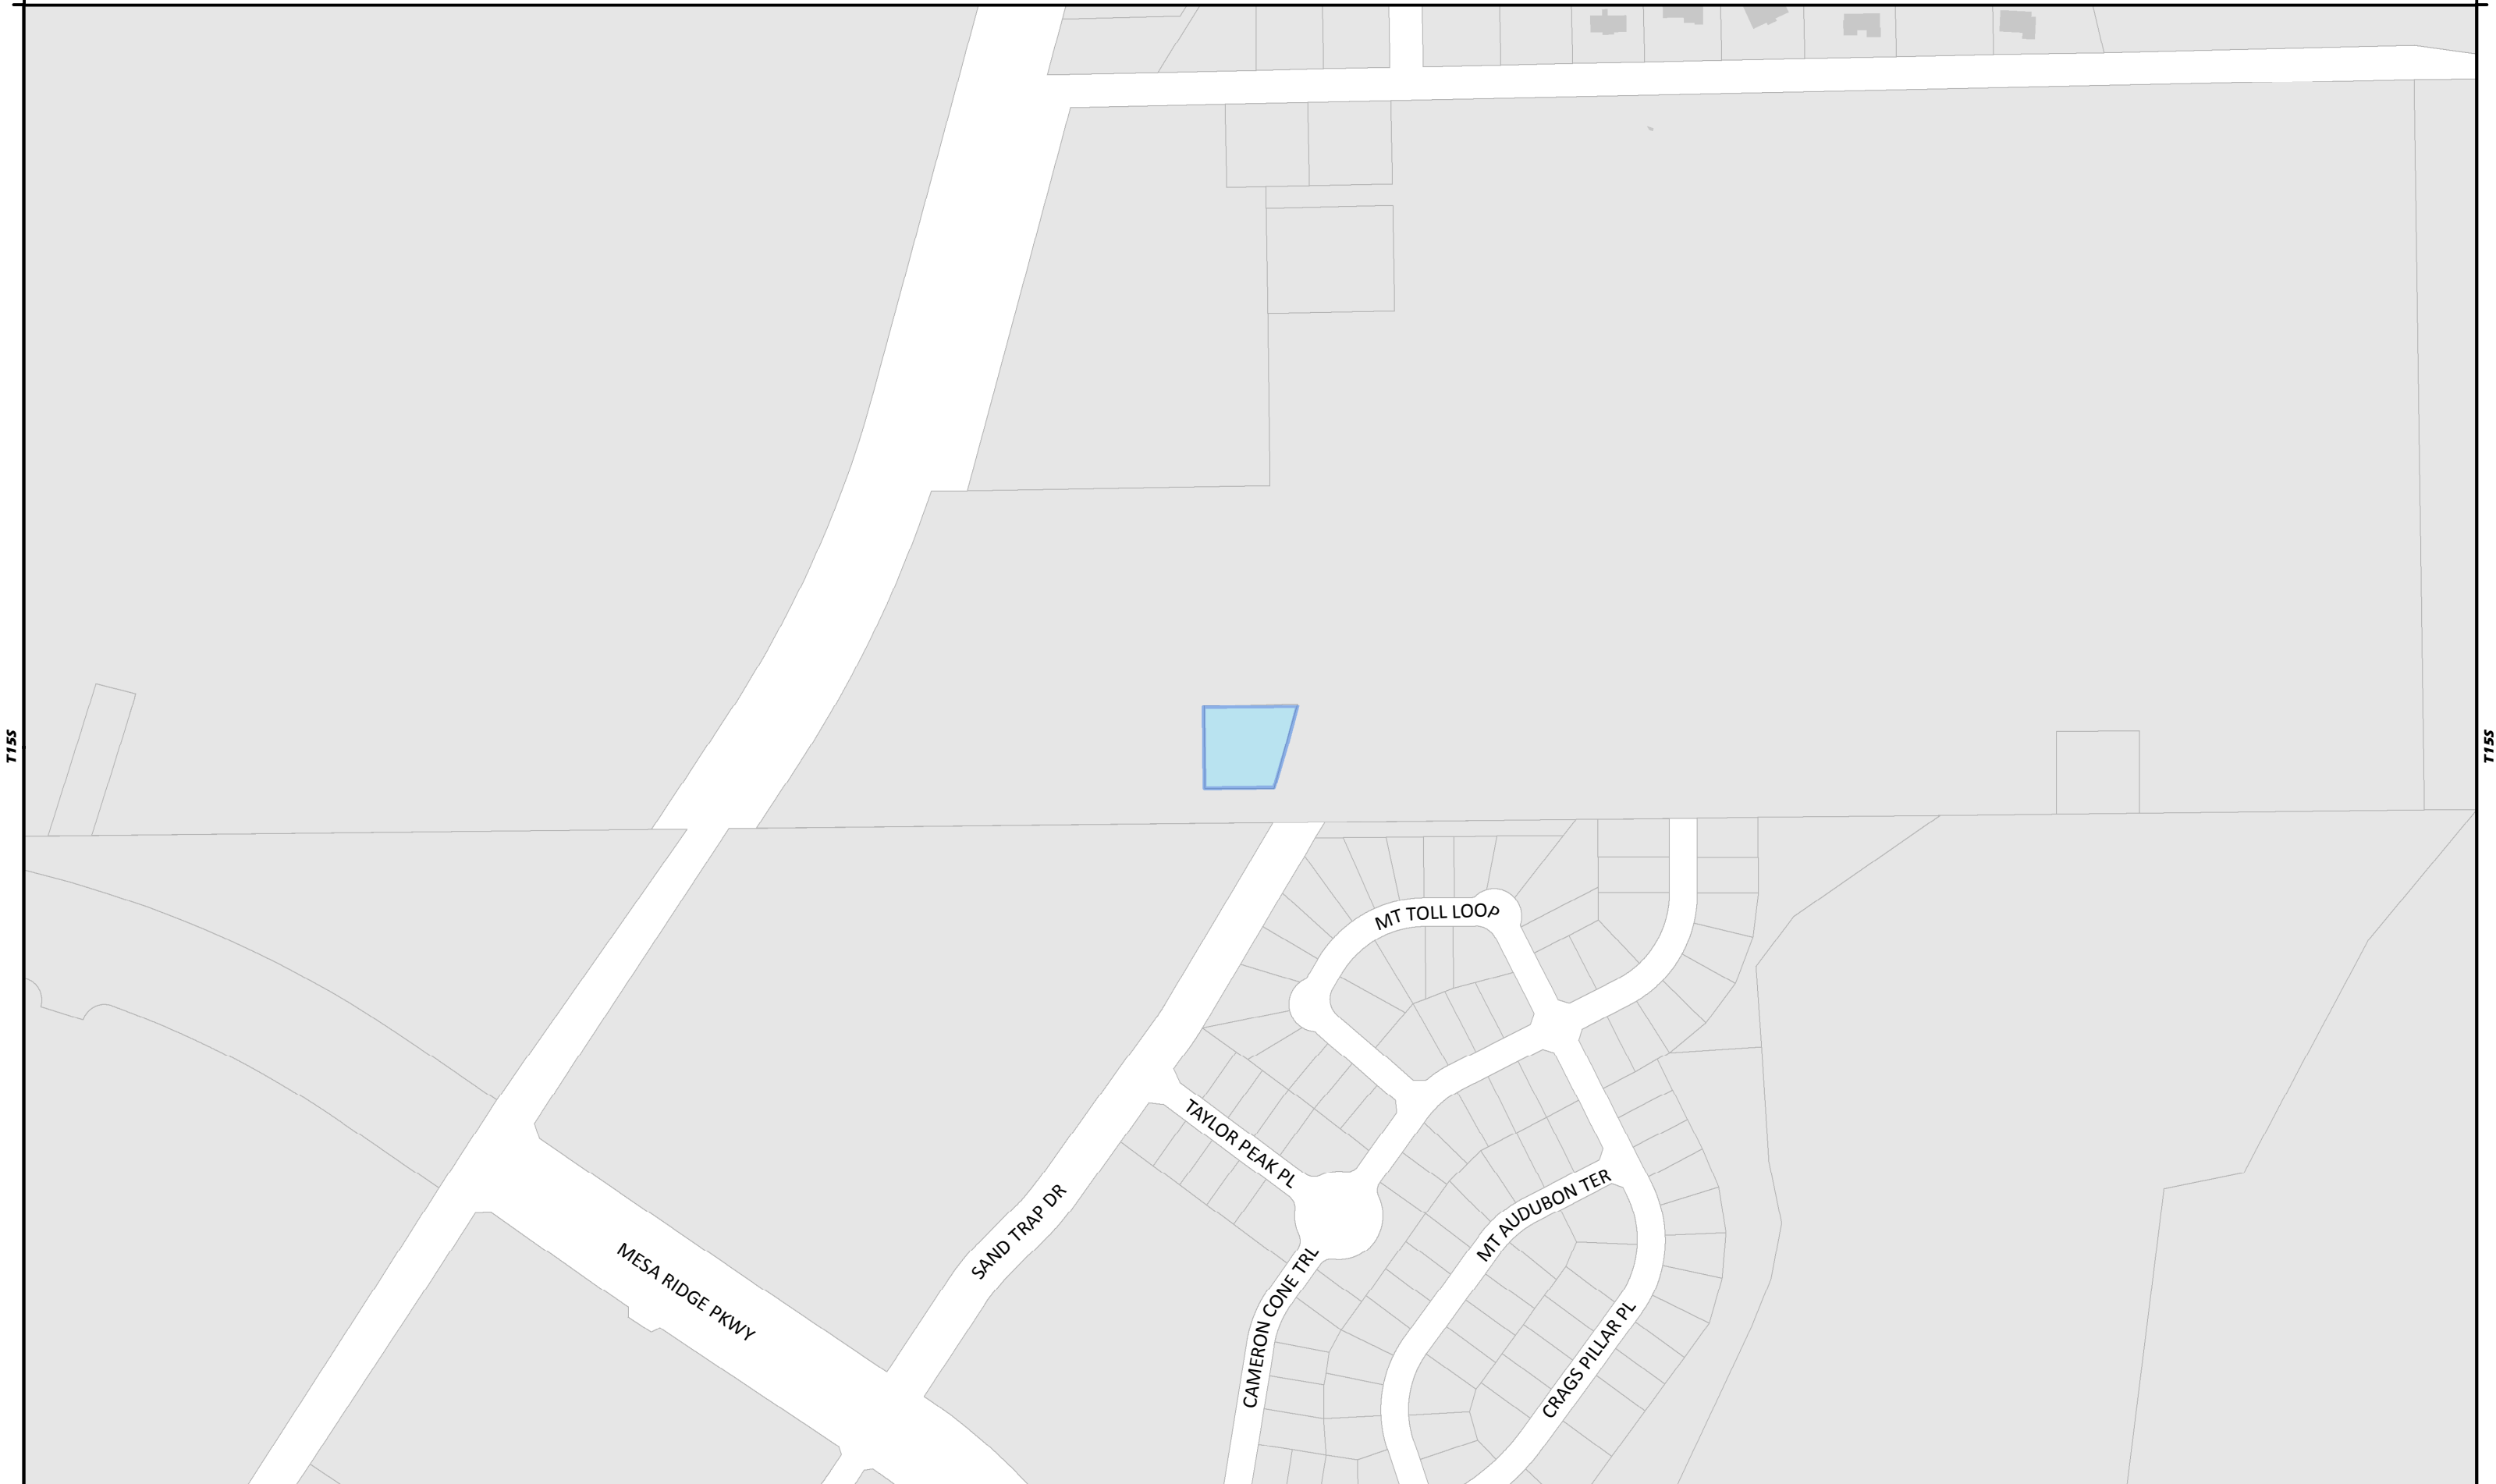 T15S
T15S
MT TOLL LOOP
TAYLOR PEAK PL
SAND TRAP DR
MT AUDUBON TER
MESA RIDGE PKWY
CAMERON CONE TRL
CRAGS PILLAR PL